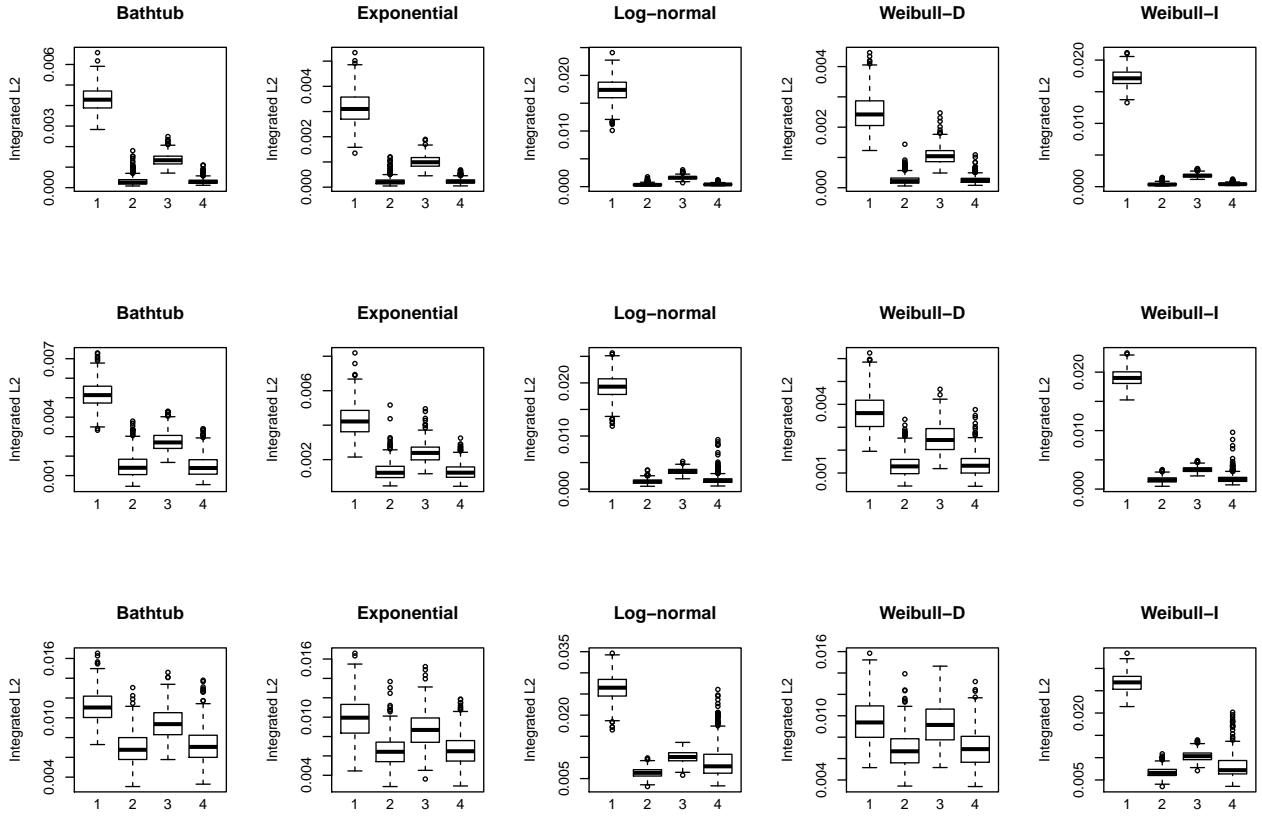 Bathtub Exponential Log−normal Weibull−D Weibull−I
Integrated L2 0.000 0.003 0.006 1 2 3 4
Integrated L2 0.000 0.002 0.004 1 2 3 4
Integrated L2 0.000 0.010 0.020 1 2 3 4
Integrated L2 0.000 0.002 0.004 1 2 3 4
Integrated L2 0.000 0.010 0.020 1 2 3 4
Bathtub Exponential Log−normal Weibull−D Weibull−I
Integrated L2 0.001 0.004 0.007 1 2 3 4
Integrated L2 0.002 0.006 1 2 3 4
Integrated L2 0.000 0.010 0.020 1 2 3 4
Integrated L2 0.001 0.004 1 2 3 4
Integrated L2 0.000 0.010 0.020 1 2 3 4
Bathtub Exponential Log−normal Weibull−D Weibull−I
Integrated L2 0.004 0.010 0.016 1 2 3 4
Integrated L2 0.004 0.010 0.016 1 2 3 4
Integrated L2 0.005 0.020 0.035 1 2 3 4
Integrated L2 0.004 0.010 0.016 1 2 3 4
Integrated L2 0.005 0.020 1 2 3 4